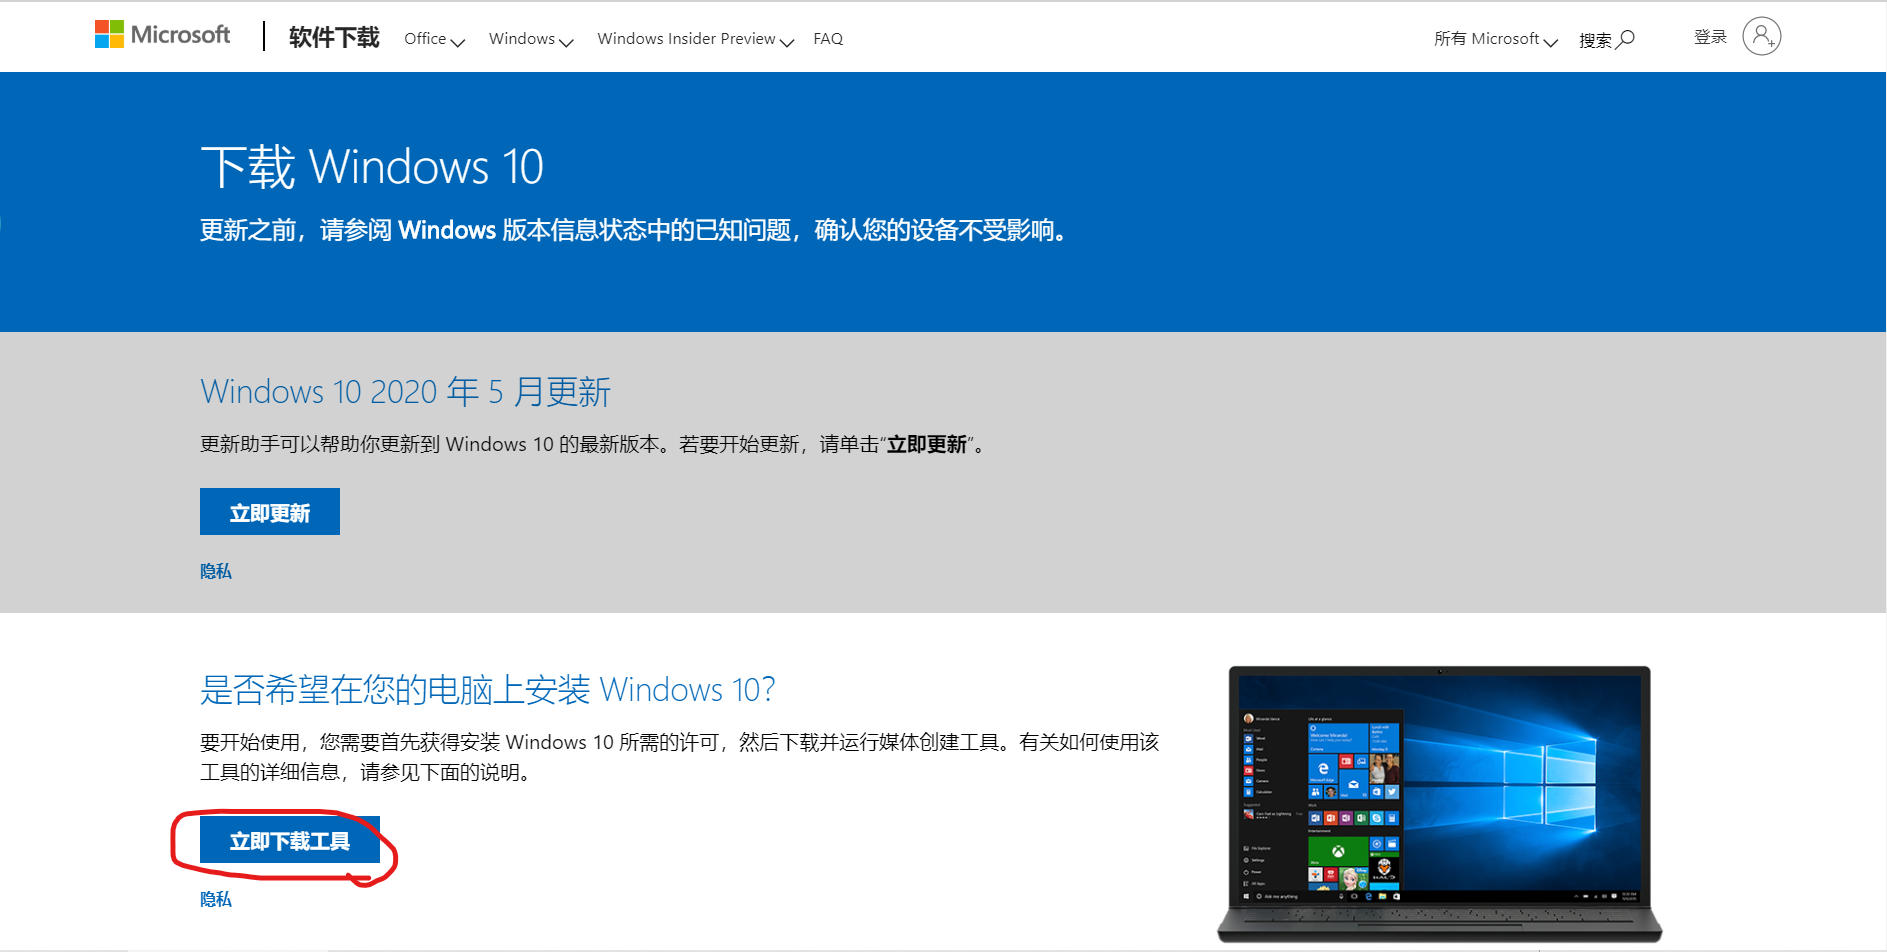 Microsoft
软件下载
Office
Windows
Windows Insider Preview
FAQ
所有 Microsoft
搜索
登录
下载 Windows 10
更新之前，请参阅 Windows 版本信息状态中的已知问题，确认您的设备不受影响。
Windows 10 2020 年 5 月更新
更新助手可以帮助你更新到 Windows 10 的最新版本。若要开始更新，请单击“立即更新”。
立即更新
隐私
是否希望在您的电脑上安装 Windows 10?
要开始使用，您需要首先获得安装 Windows 10 所需的许可，然后下载并运行媒体创建工具。有关如何使用该
工具的详细信息，请参见下面的说明。
立即下载工具
隐私